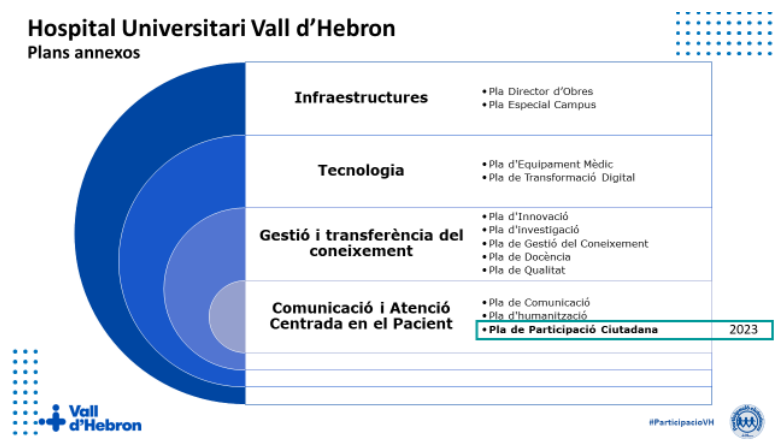 Hospital Universitari Vall d’Hebron
Plans annexos
Infraestructures
• Pla Director d’Obres
• Pla Especial Campus
Tecnologia
• Pla d’Equipament Mèdic
• Pla de Transformació Digital
Gestió i transferència del
coneixement
• Pla d’Innovació
• Pla d’investigació
• Pla de Gestió del Coneixement
• Pla de Docència
• Pla de Qualitat
Comunicació i Atenció
Centrada en el Pacient
• Pla de Comunicació
• Pla d’humanització
• Pla de Participació Ciutadana 2023
Vall
d’Hebron
#ParticipacioVH